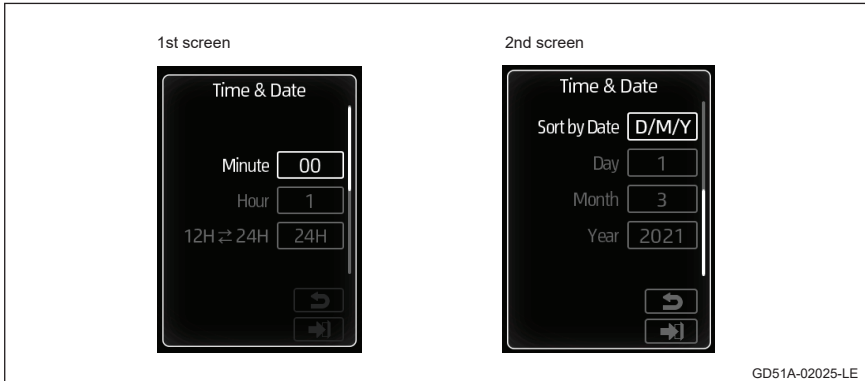 1st screen
Time & Date
Minute 00
Hour 1
12H⇄24H 24H
2nd screen
Time & Date
Sort by Date D/M/Y
Day 1
Month 3
Year 2021
GD51A-02025-LE